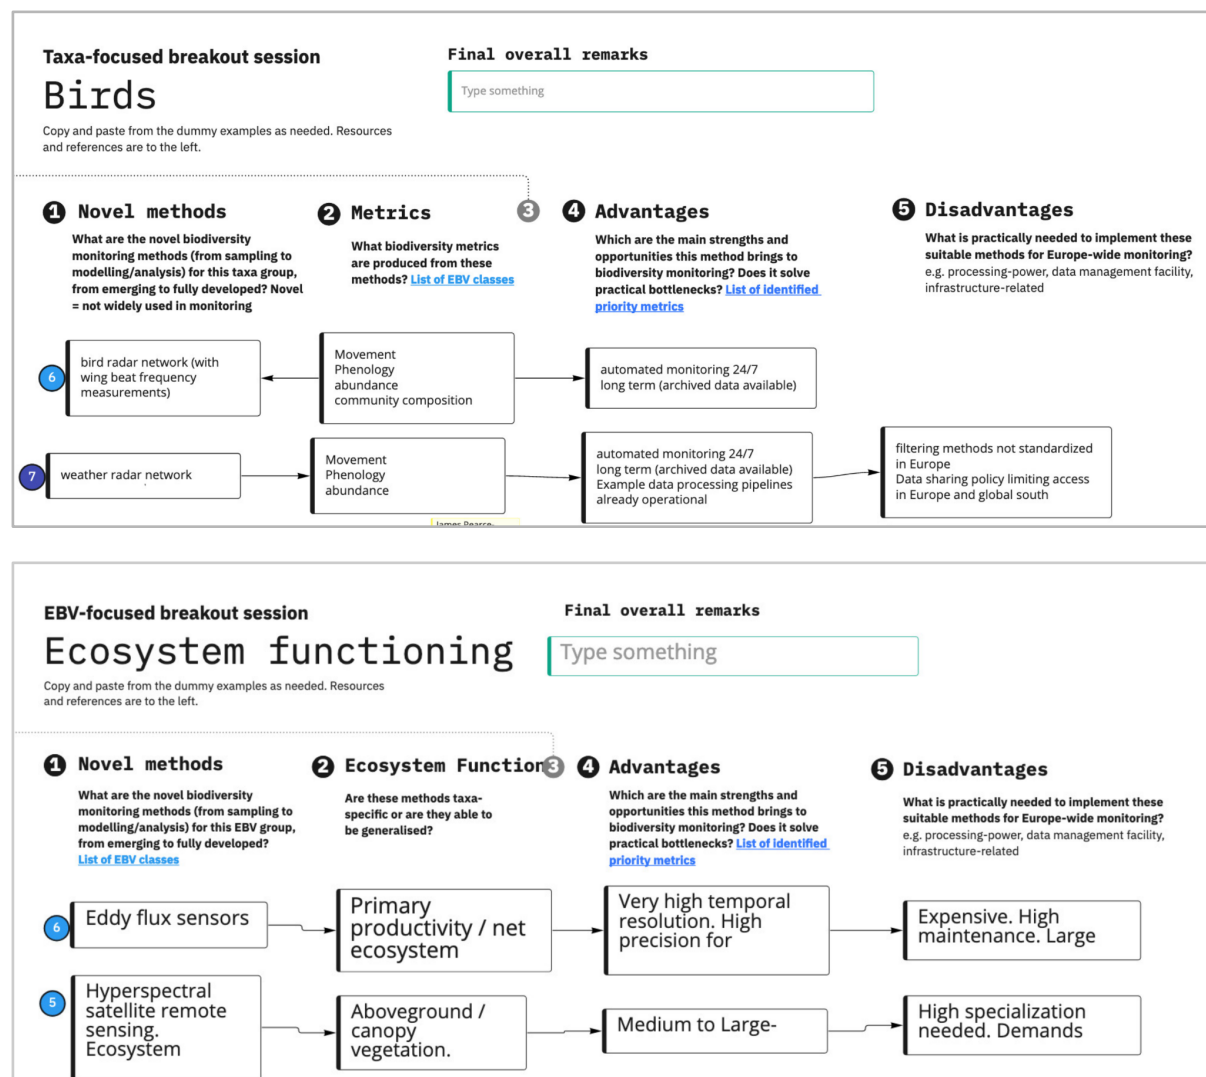 Taxa-focused breakout session
Birds
Copy and paste from the dummy examples as needed. Resources
and references are to the left.
Final overall remarks
Type something
1 Novel methods
What are the novel biodiversity
monitoring methods (from sampling to
modelling/analysis) for this taxa group,
from emerging to fully developed? Novel
= not widely used in monitoring
2 Metrics
What biodiversity metrics
are produced from these
methods? List of EBV classes
3
4 Advantages
Which are the main strengths and
opportunities this method brings to
biodiversity monitoring? Does it solve
practical bottlenecks? List of identified
priority metrics
5 Disadvantages
What is practically needed to implement these
suitable methods for Europe-wide monitoring?
e.g. processing-power, data management facility,
infrastructure-related
6
bird radar network (with
wing beat frequency
measurements)
Movement
Phenology
abundance
community composition
automated monitoring 24/7
long term (archived data available)
7
weather radar network
Movement
Phenology
abundance
automated monitoring 24/7
long term (archived data available)
Example data processing pipelines
already operational
filtering methods not standardized
in Europe
Data sharing policy limiting access
in Europe and global south
James Pearce-
EBV-focused breakout session
Ecosystem functioning
Copy and paste from the dummy examples as needed. Resources
and references are to the left.
Final overall remarks
Type something
1 Novel methods
What are the novel biodiversity
monitoring methods (from sampling to
modelling/analysis) for this EBV group,
from emerging to fully developed?
List of EBV classes
2 Ecosystem Function
Are these methods taxa-
specific or are they able to
be generalised?
3
4 Advantages
Which are the main strengths and
opportunities this method brings to
biodiversity monitoring? Does it solve
practical bottlenecks? List of identified
priority metrics
5 Disadvantages
What is practically needed to implement these
suitable methods for Europe-wide monitoring?
e.g. processing-power, data management facility,
infrastructure-related
6
Eddy flux sensors
Primary
productivity / net
ecosystem
Very high temporal
resolution. High
precision for
Expensive. High
maintenance. Large
5
Hyperspectral
satellite remote
sensing.
Ecosystem
Aboveground /
canopy
vegetation.
Medium to Large-
High specialization
needed. Demands